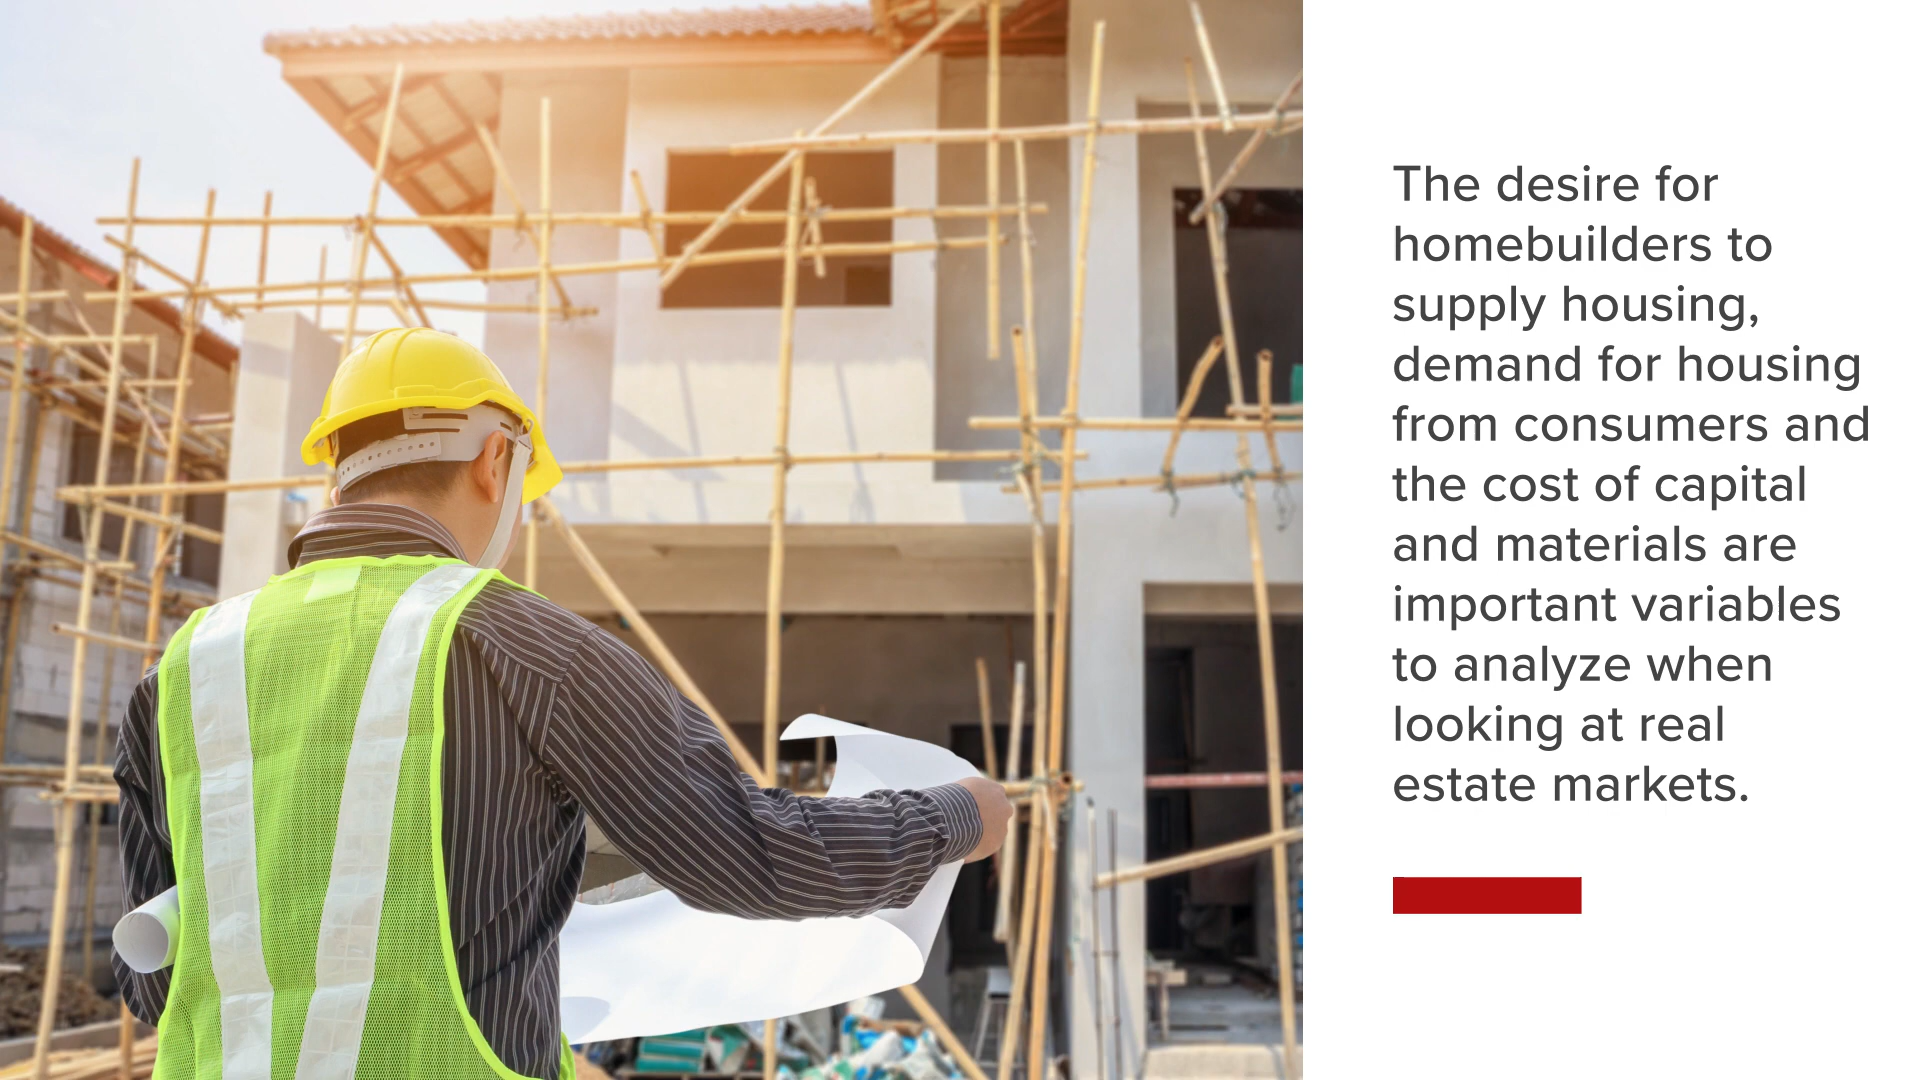 The desire for
homebuilders to
supply housing,
demand for housing
from consumers and
the cost of capital
and materials are
important variables
to analyze when
looking at real
estate markets.